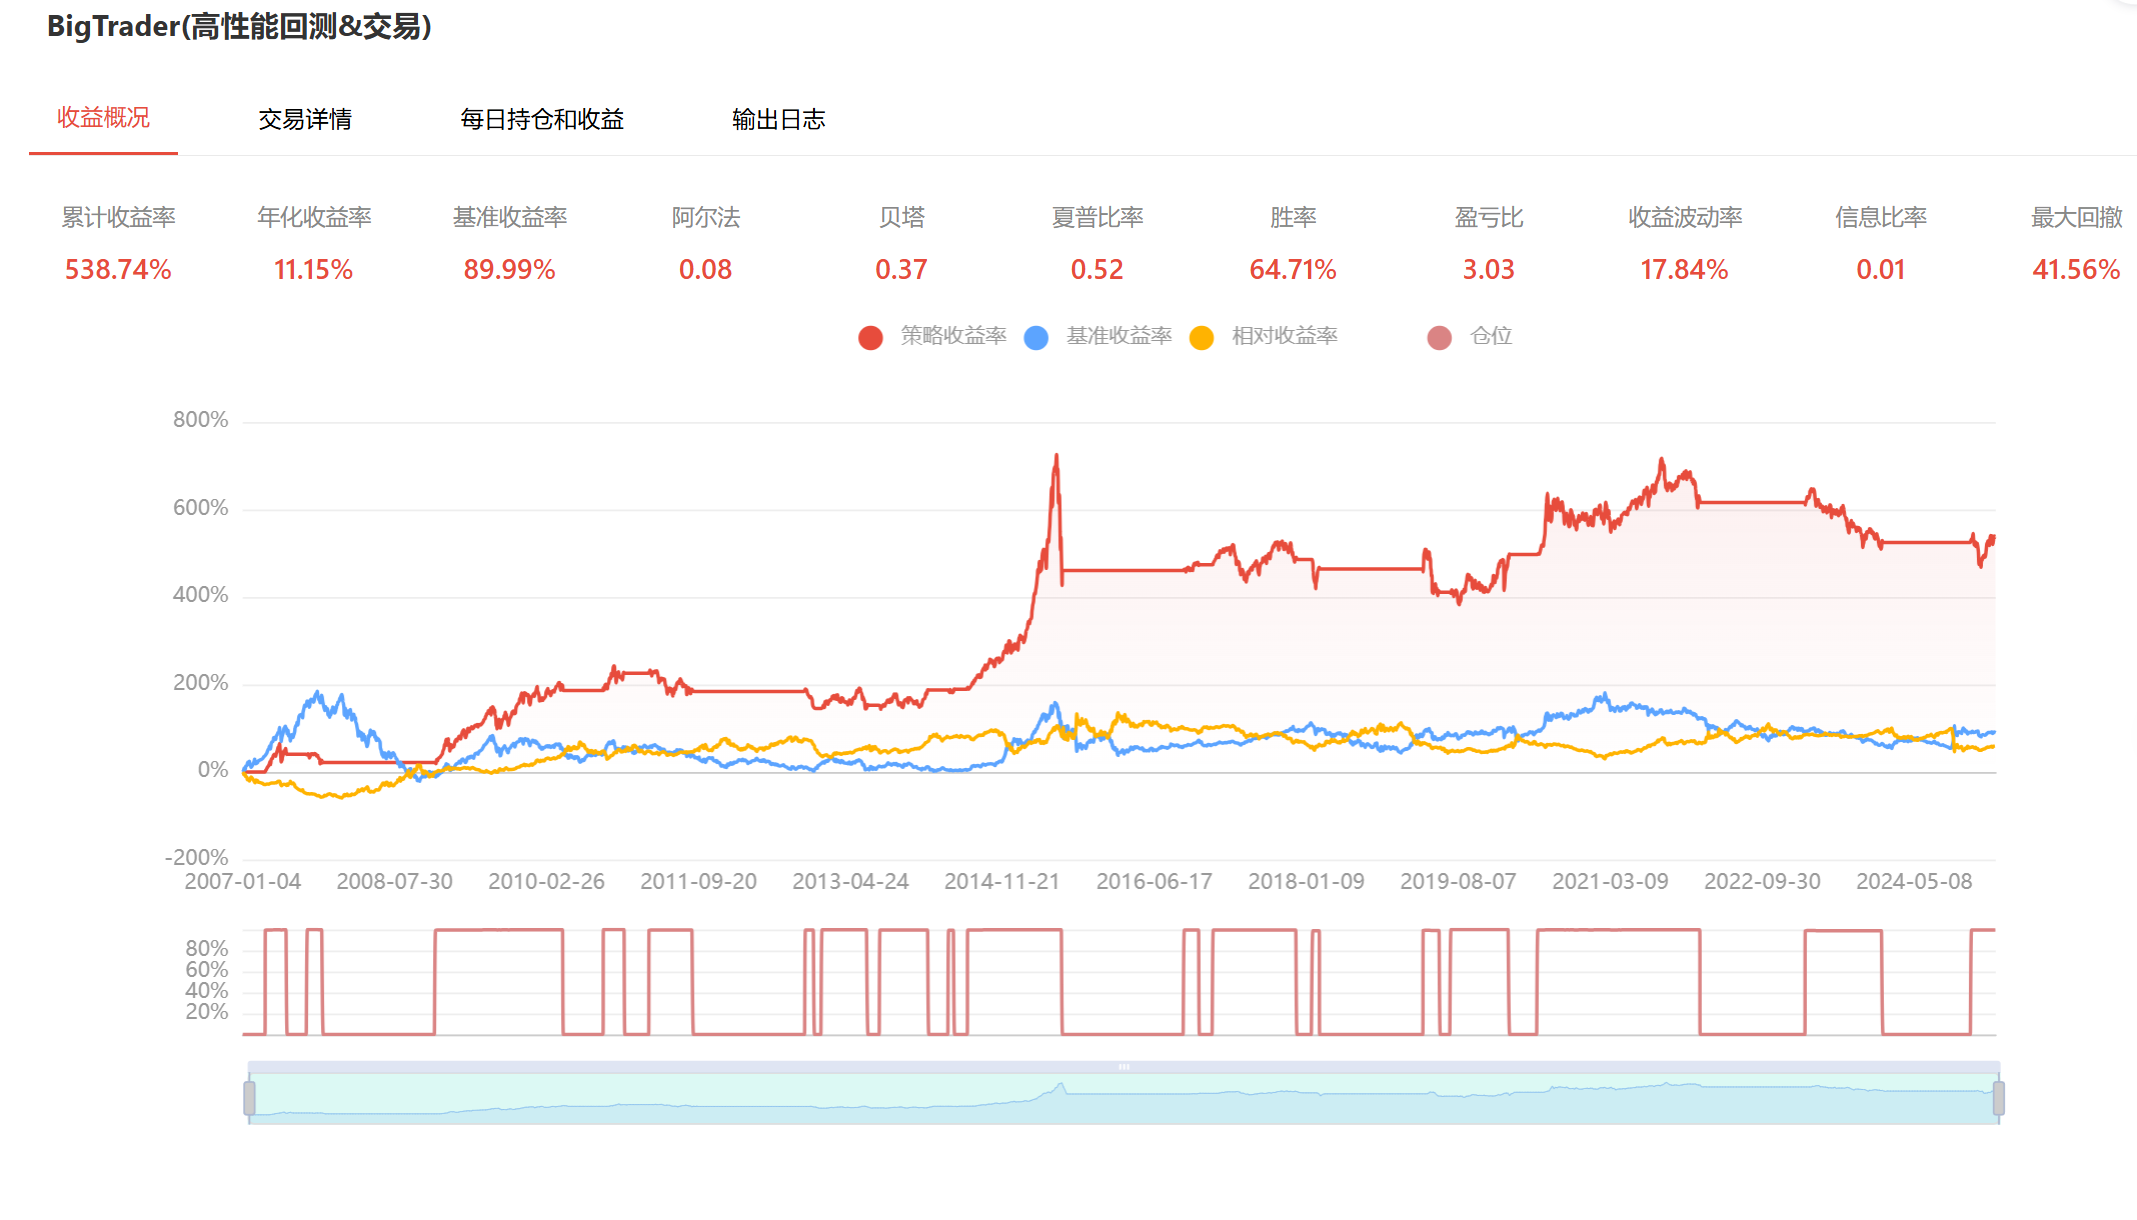 BigTrader(高性能回测&交易)
收益概况 交易详情 每日持仓和收益 输出日志
累计收益率 年化收益率 基准收益率 阿尔法 贝塔 夏普比率 胜率 盈亏比 收益波动率 信息比率 最大回撤
538.74% 11.15% 89.99% 0.08 0.37 0.52 64.71% 3.03 17.84% 0.01 41.56%
策略收益率 基准收益率 相对收益率 仓位
800%
600%
400%
200%
0%
-200%
2007-01-04 2008-07-30 2010-02-26 2011-09-20 2013-04-24 2014-11-21 2016-06-17 2018-01-09 2019-08-07 2021-03-09 2022-09-30 2024-05-08
80%
60%
40%
20%